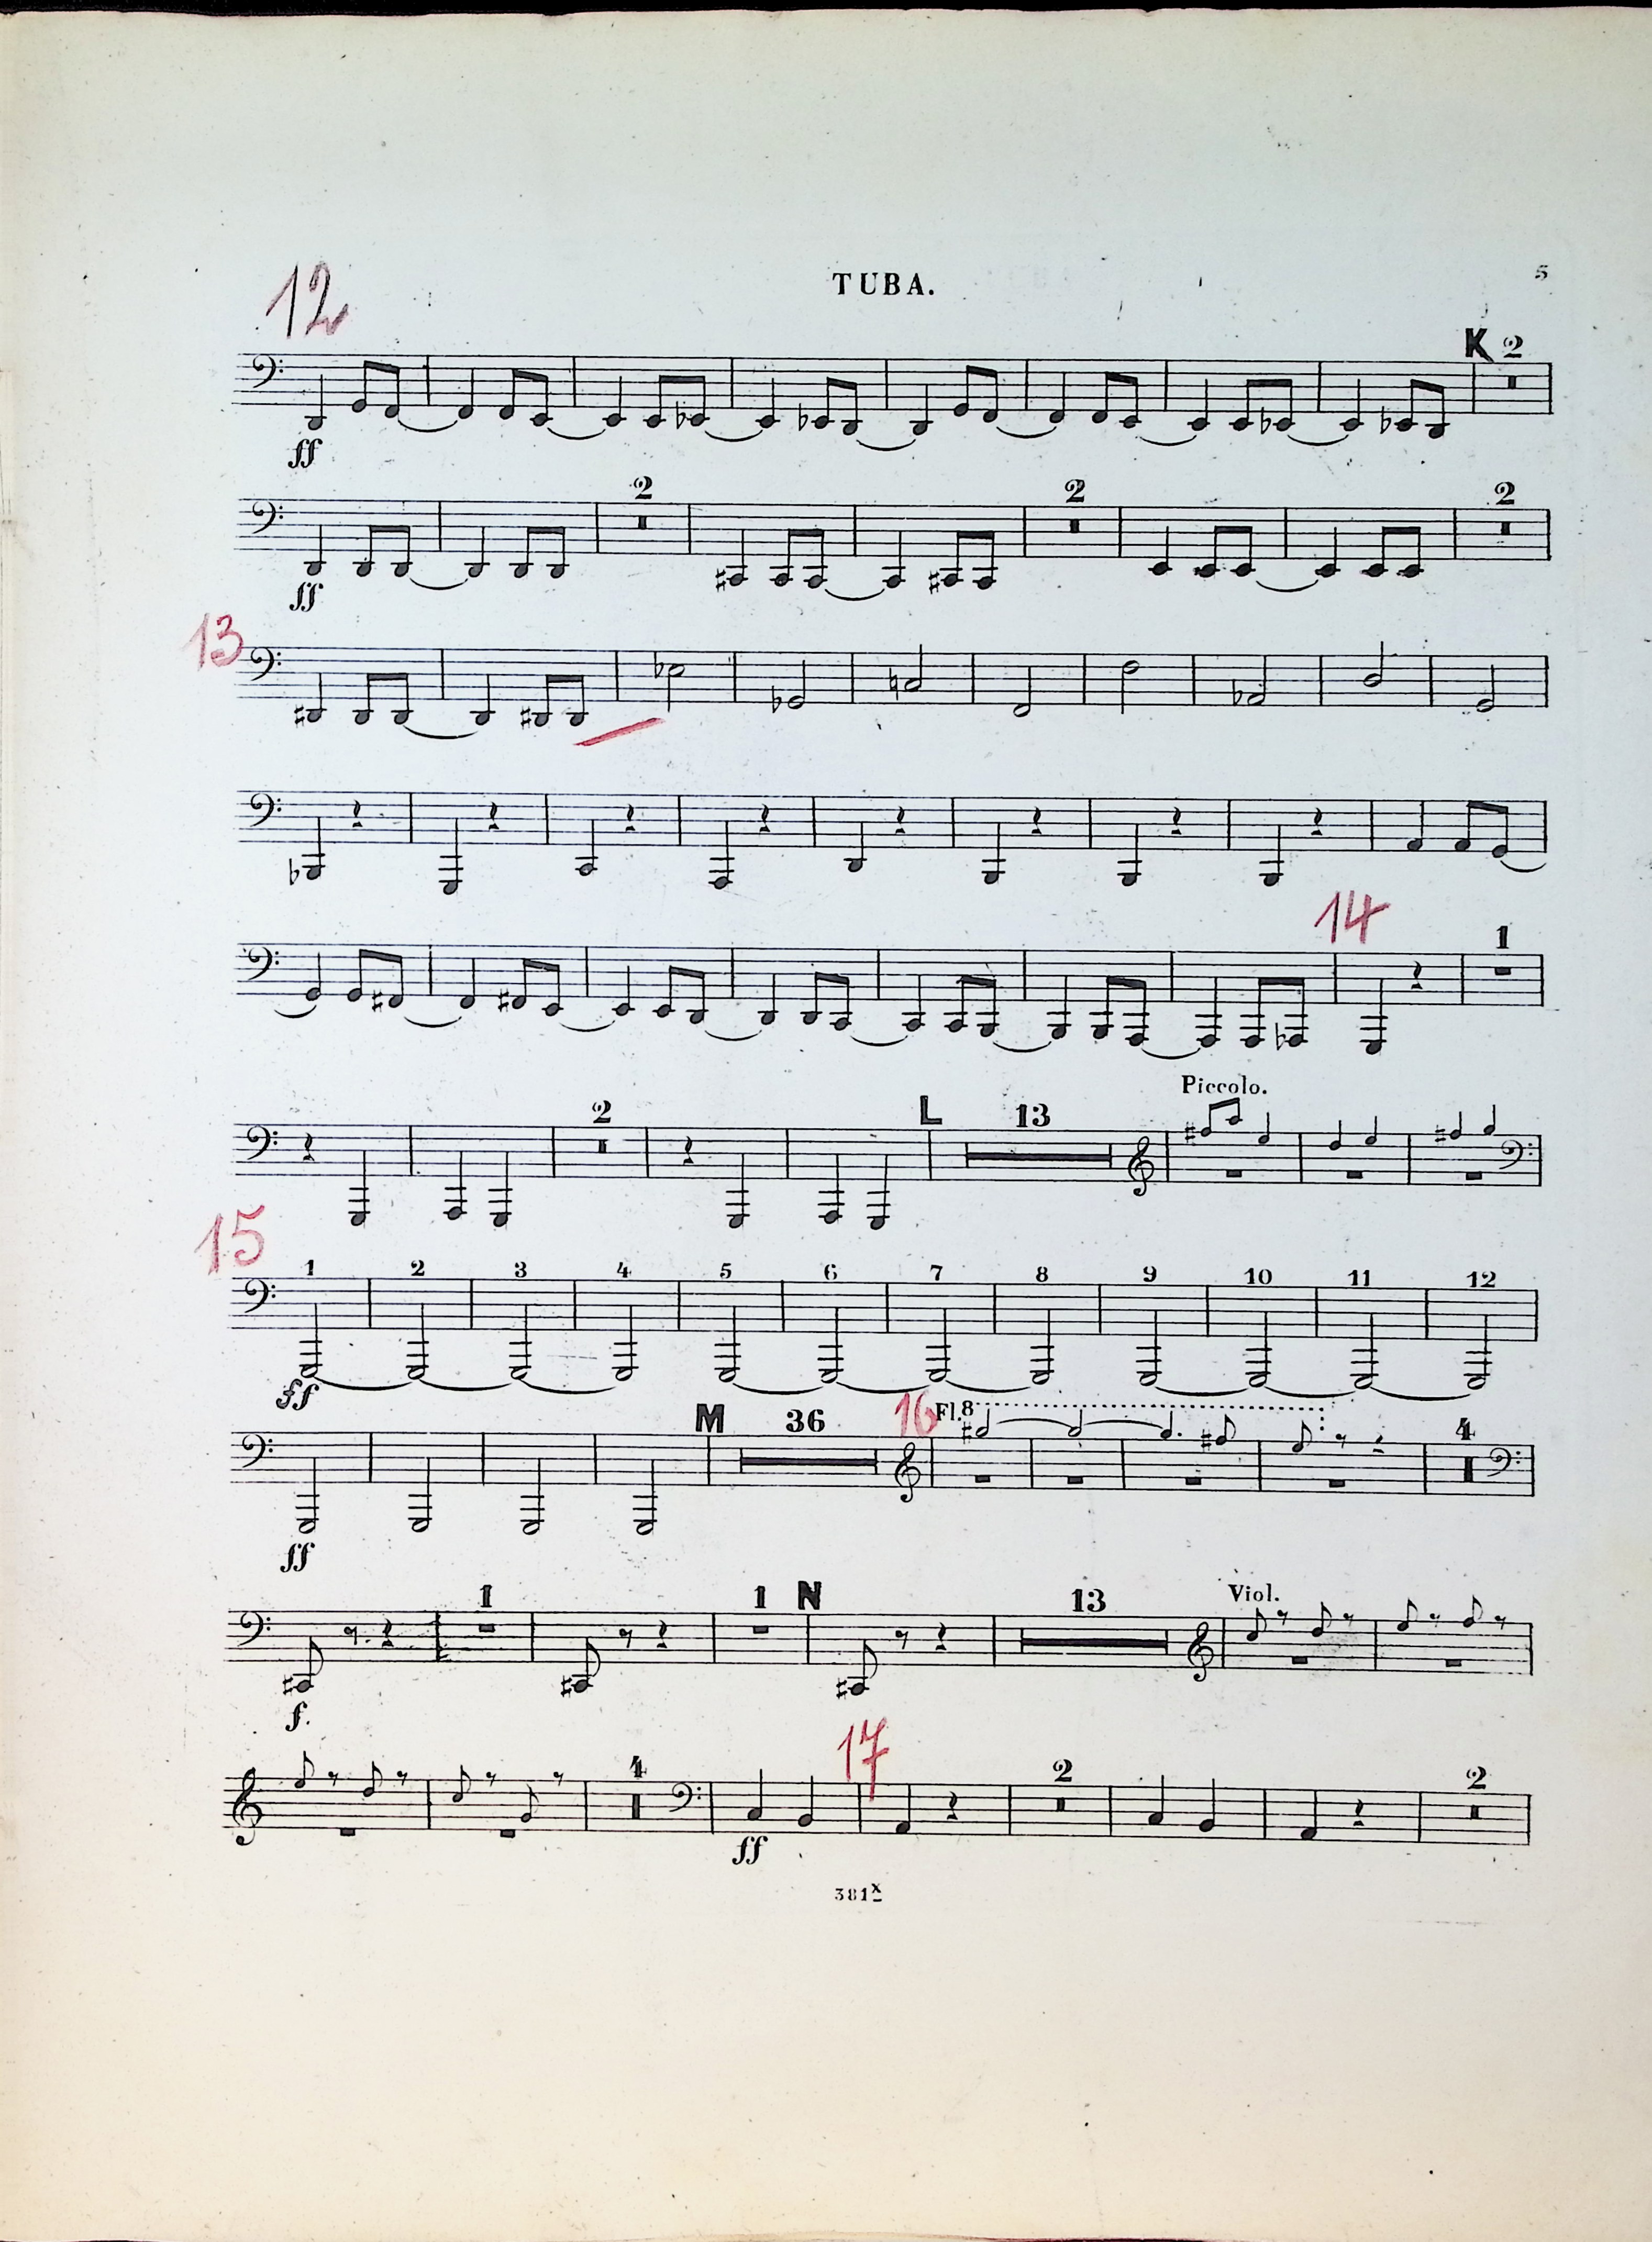 TUBA. 5
12
K 2
ff
2 2 2
ff
13
14
1
Piccolo.
2 L 13
15
1 2 3 4 5 6 7 8 9 10 11 12
ff
M 36 16 Fl. 8
4
ff
1 1 N 13 Viol.
f.
17
4 2 2
ff
381x